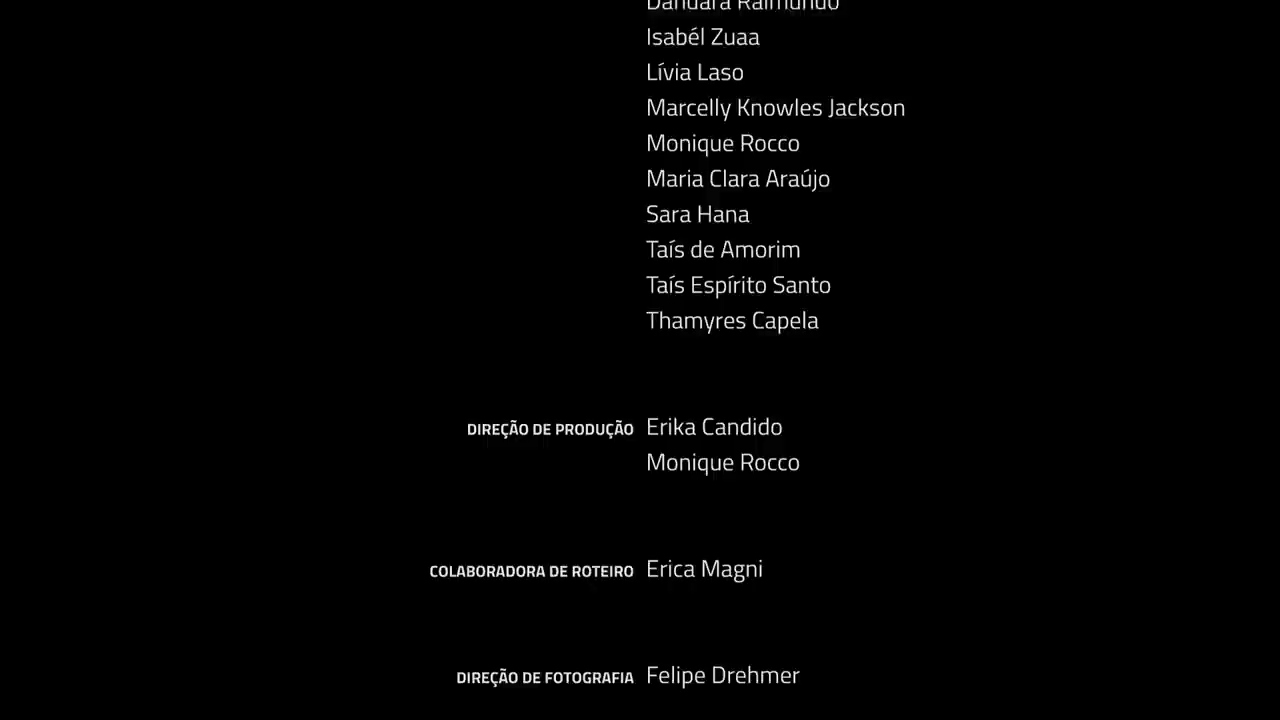 Dandara Raimundo
Isabél Zuaa
Lívia Laso
Marcelly Knowles Jackson
Monique Rocco
Maria Clara Araújo
Sara Hana
Taís de Amorim
Taís Espírito Santo
Thamyres Capela
DIREÇÃO DE PRODUÇÃO Erika Candido
Monique Rocco
COLABORADORA DE ROTEIRO Erica Magni
DIREÇÃO DE FOTOGRAFIA Felipe Drehmer